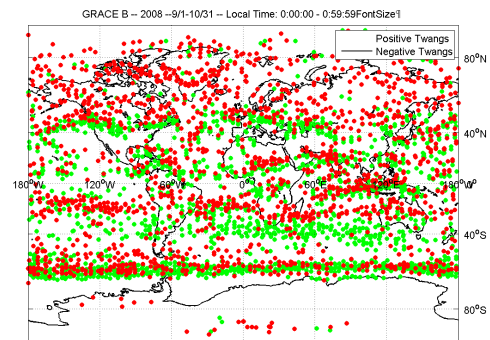 GRACE B -- 2008 --9/1-10/31 -- Local Time: 0:00:00 - 0:59:59FontSize¶
Positive Twangs
Negative Twangs
80°N
40°N
180°W 120°W 60°W 0°E 60°E 120°E 180°W
40°S
80°S